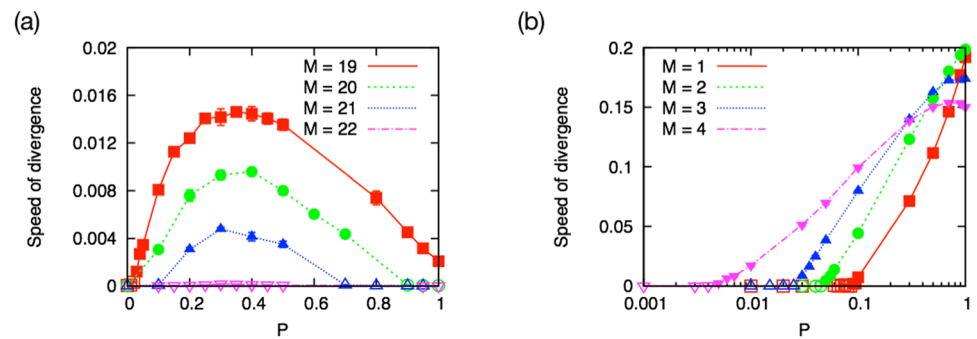 (a)
0.02
0.016
0.012
0.008
0.004
0
Speed of divergence
M = 19
M = 20
M = 21
M = 22
0.0 0.2 0.4 0.6 0.8 1
P
(b)
0.2
0.15
0.1
0.05
0
Speed of divergence
M = 1
M = 2
M = 3
M = 4
0.001 0.01 0.1 1
P